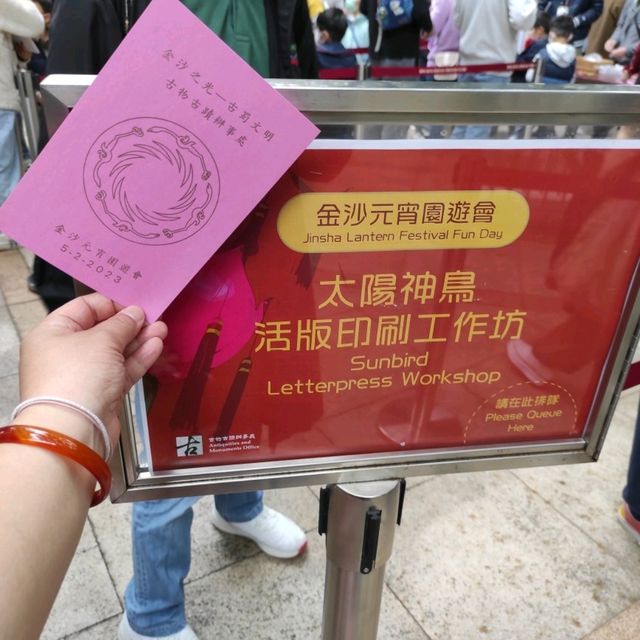 金沙之光—古蜀文明
古物古蹟辦事處
金沙元宵園遊會
5-2-2023
金沙元宵園遊會
Jinsha Lantern Festival Fun Day
太陽神鳥
活版印刷工作坊
Sunbird
Letterpress Workshop
請在此排隊
Please Queue
Here
古物古蹟辦事處
Antiquities and
Monuments Office